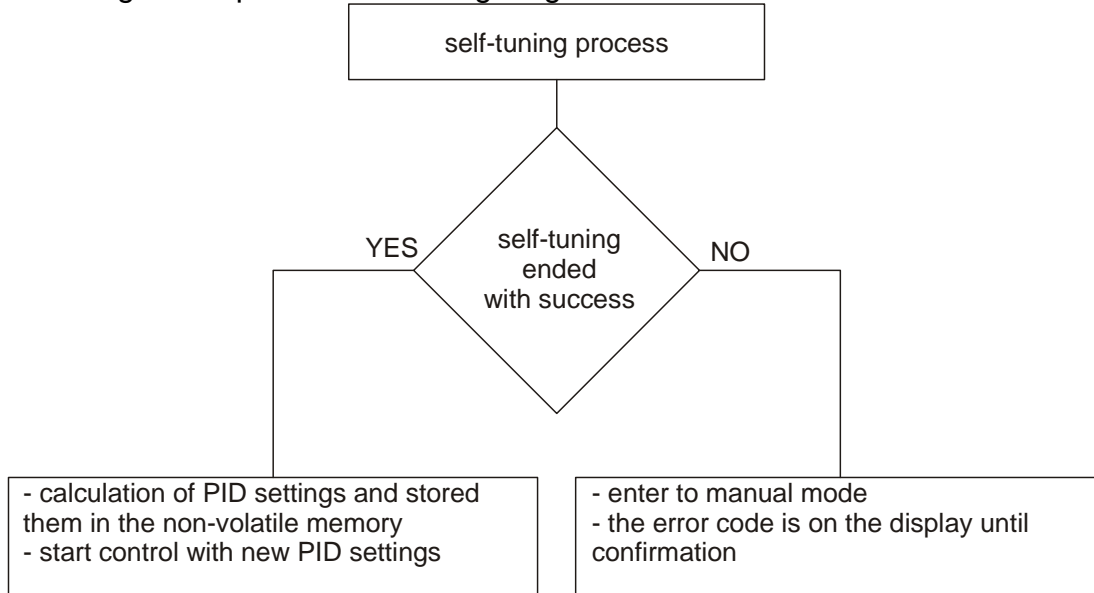 self-tuning process
YES
self-tuning
ended
with success
NO
- calculation of PID settings and stored
them in the non-volatile memory
- start control with new PID settings
- enter to manual mode
- the error code is on the display until
confirmation